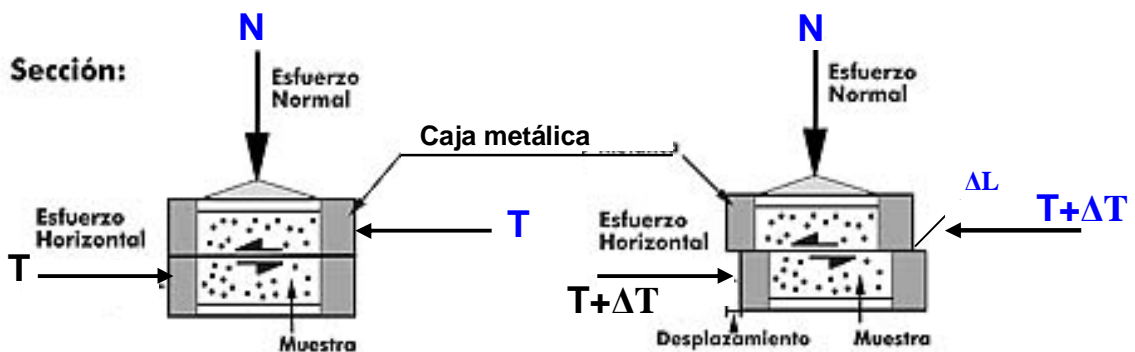 N
Sección:
Esfuerzo
Normal
Caja metálica
Esfuerzo
Horizontal
T
T
Muestra
N
Esfuerzo
Normal
ΔL
T+ΔT
Esfuerzo
Horizontal
T+ΔT
Desplazamiento
Muestra